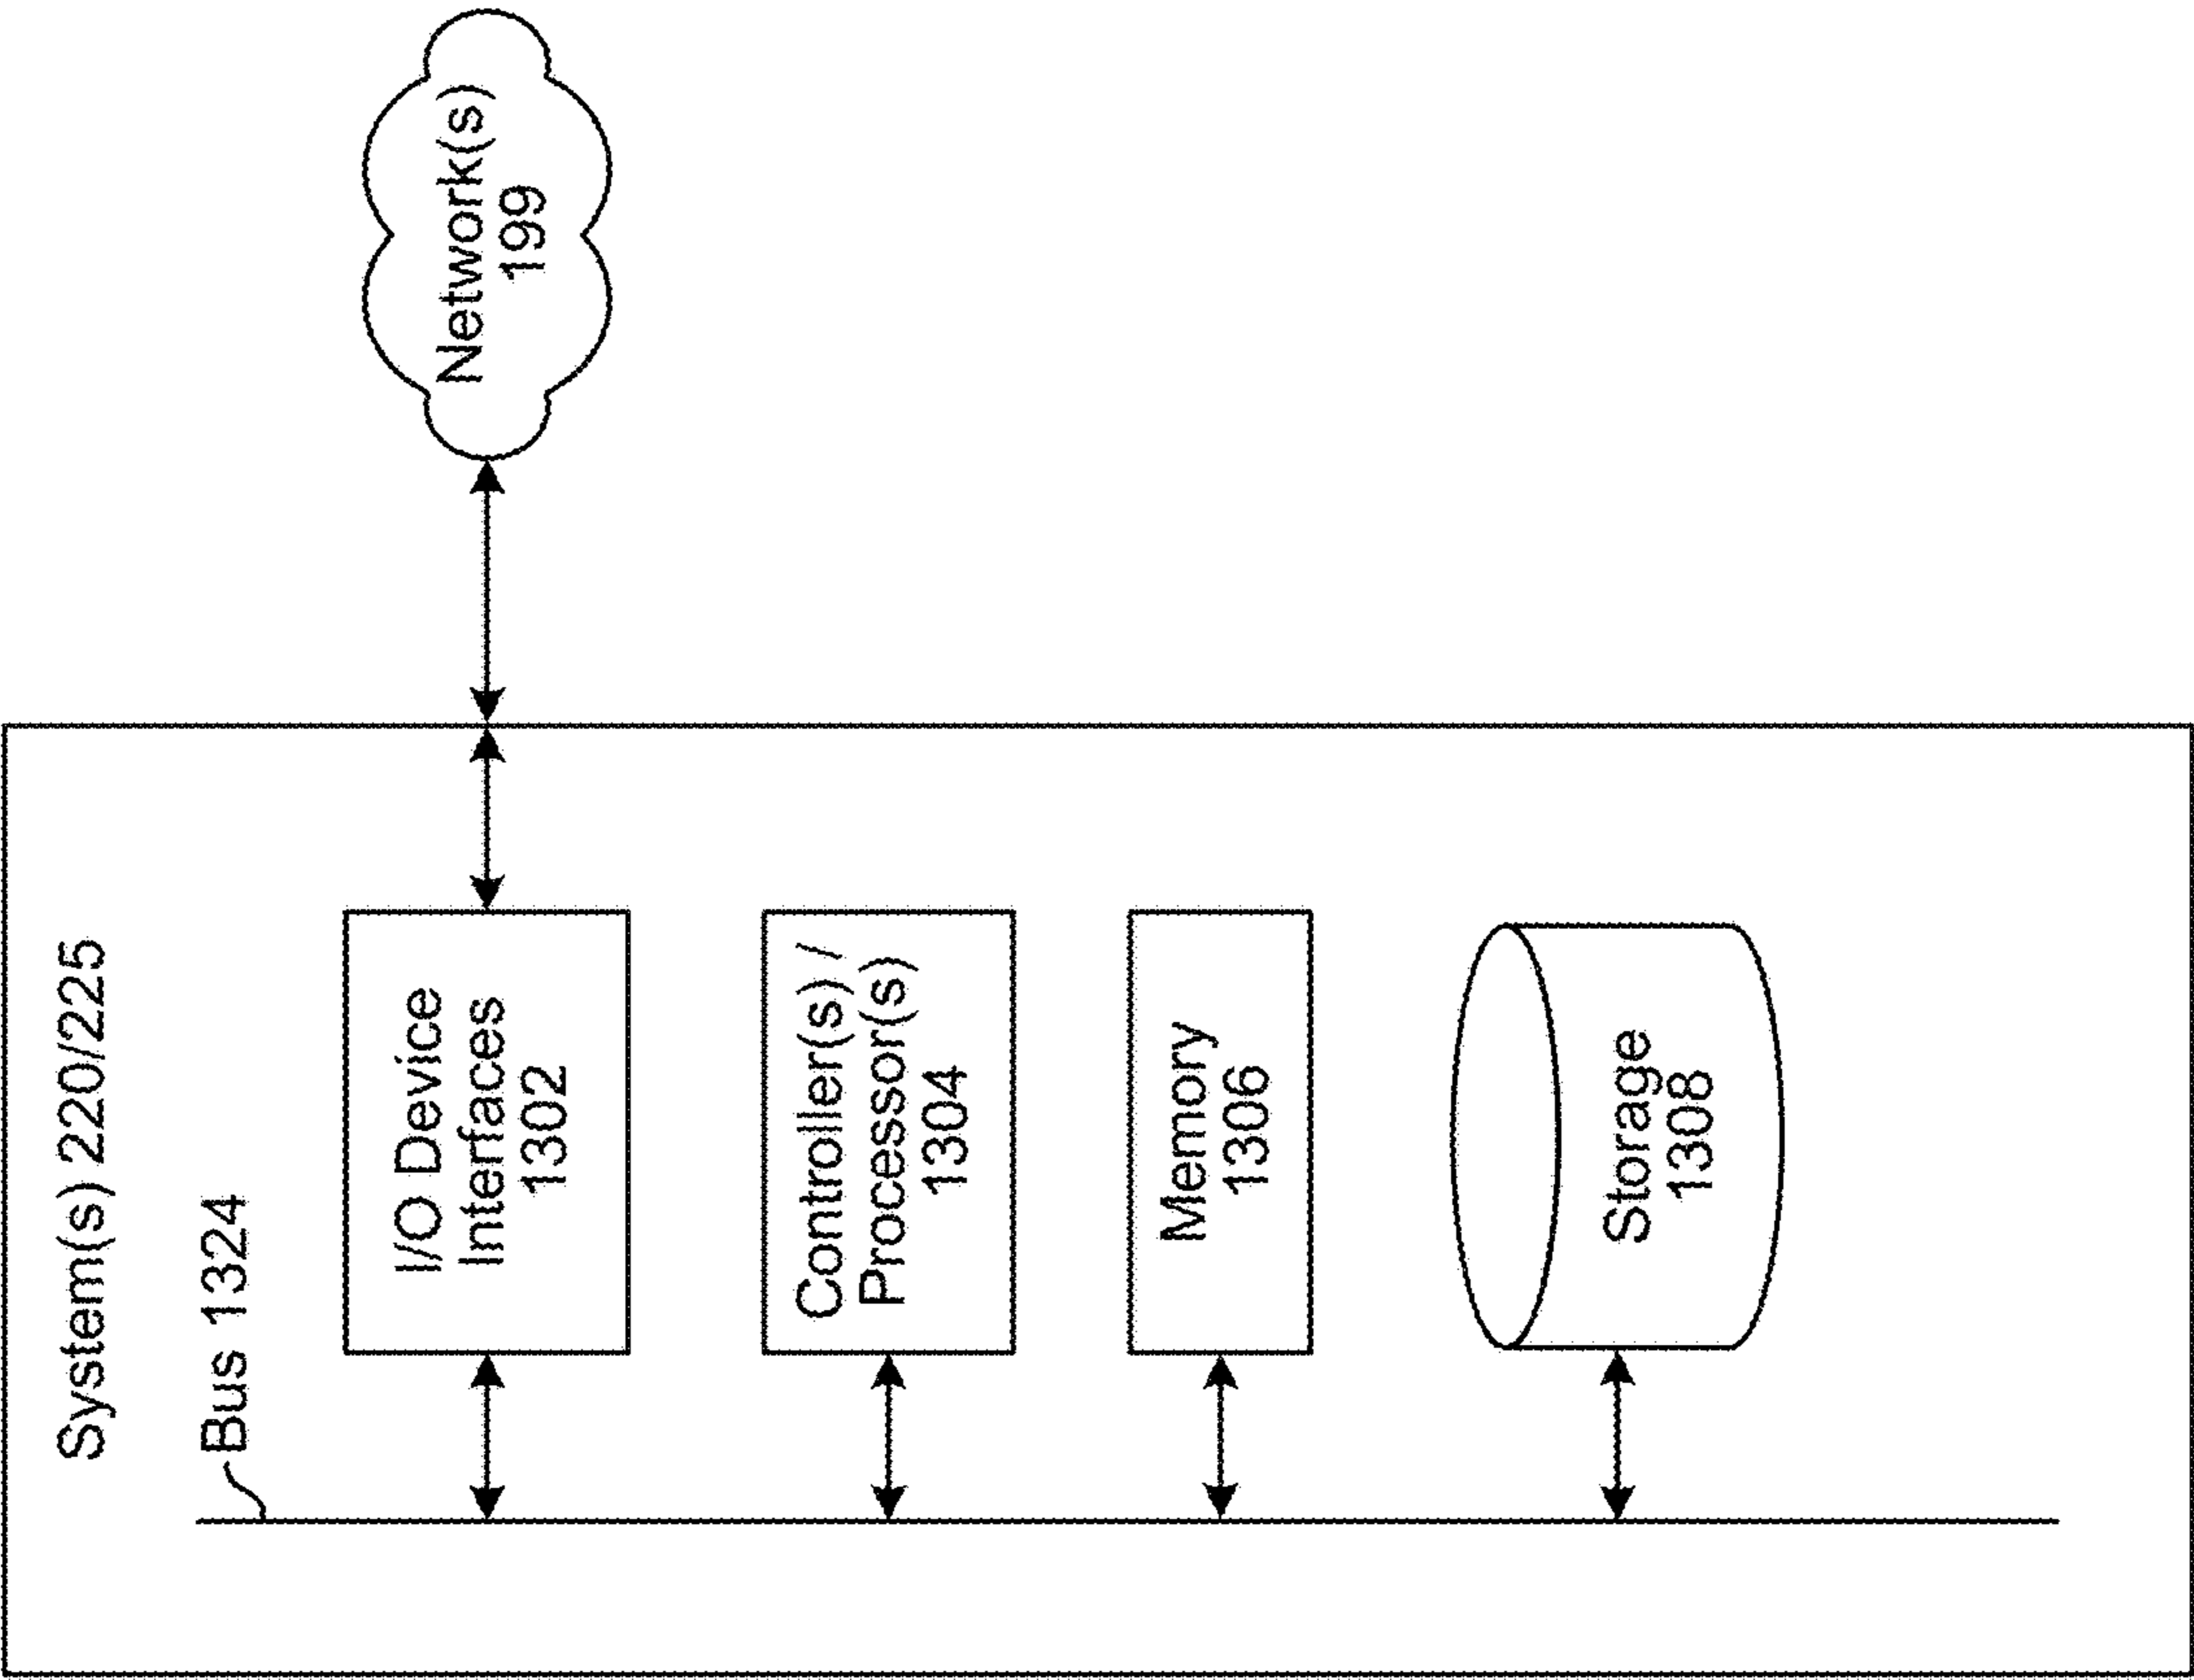 System(s) 220/225
Bus 1324
I/O Device
Interfaces
1302
Network(s)
199
Controller(s) /
Processor(s)
1304
Memory
1306
Storage
1308